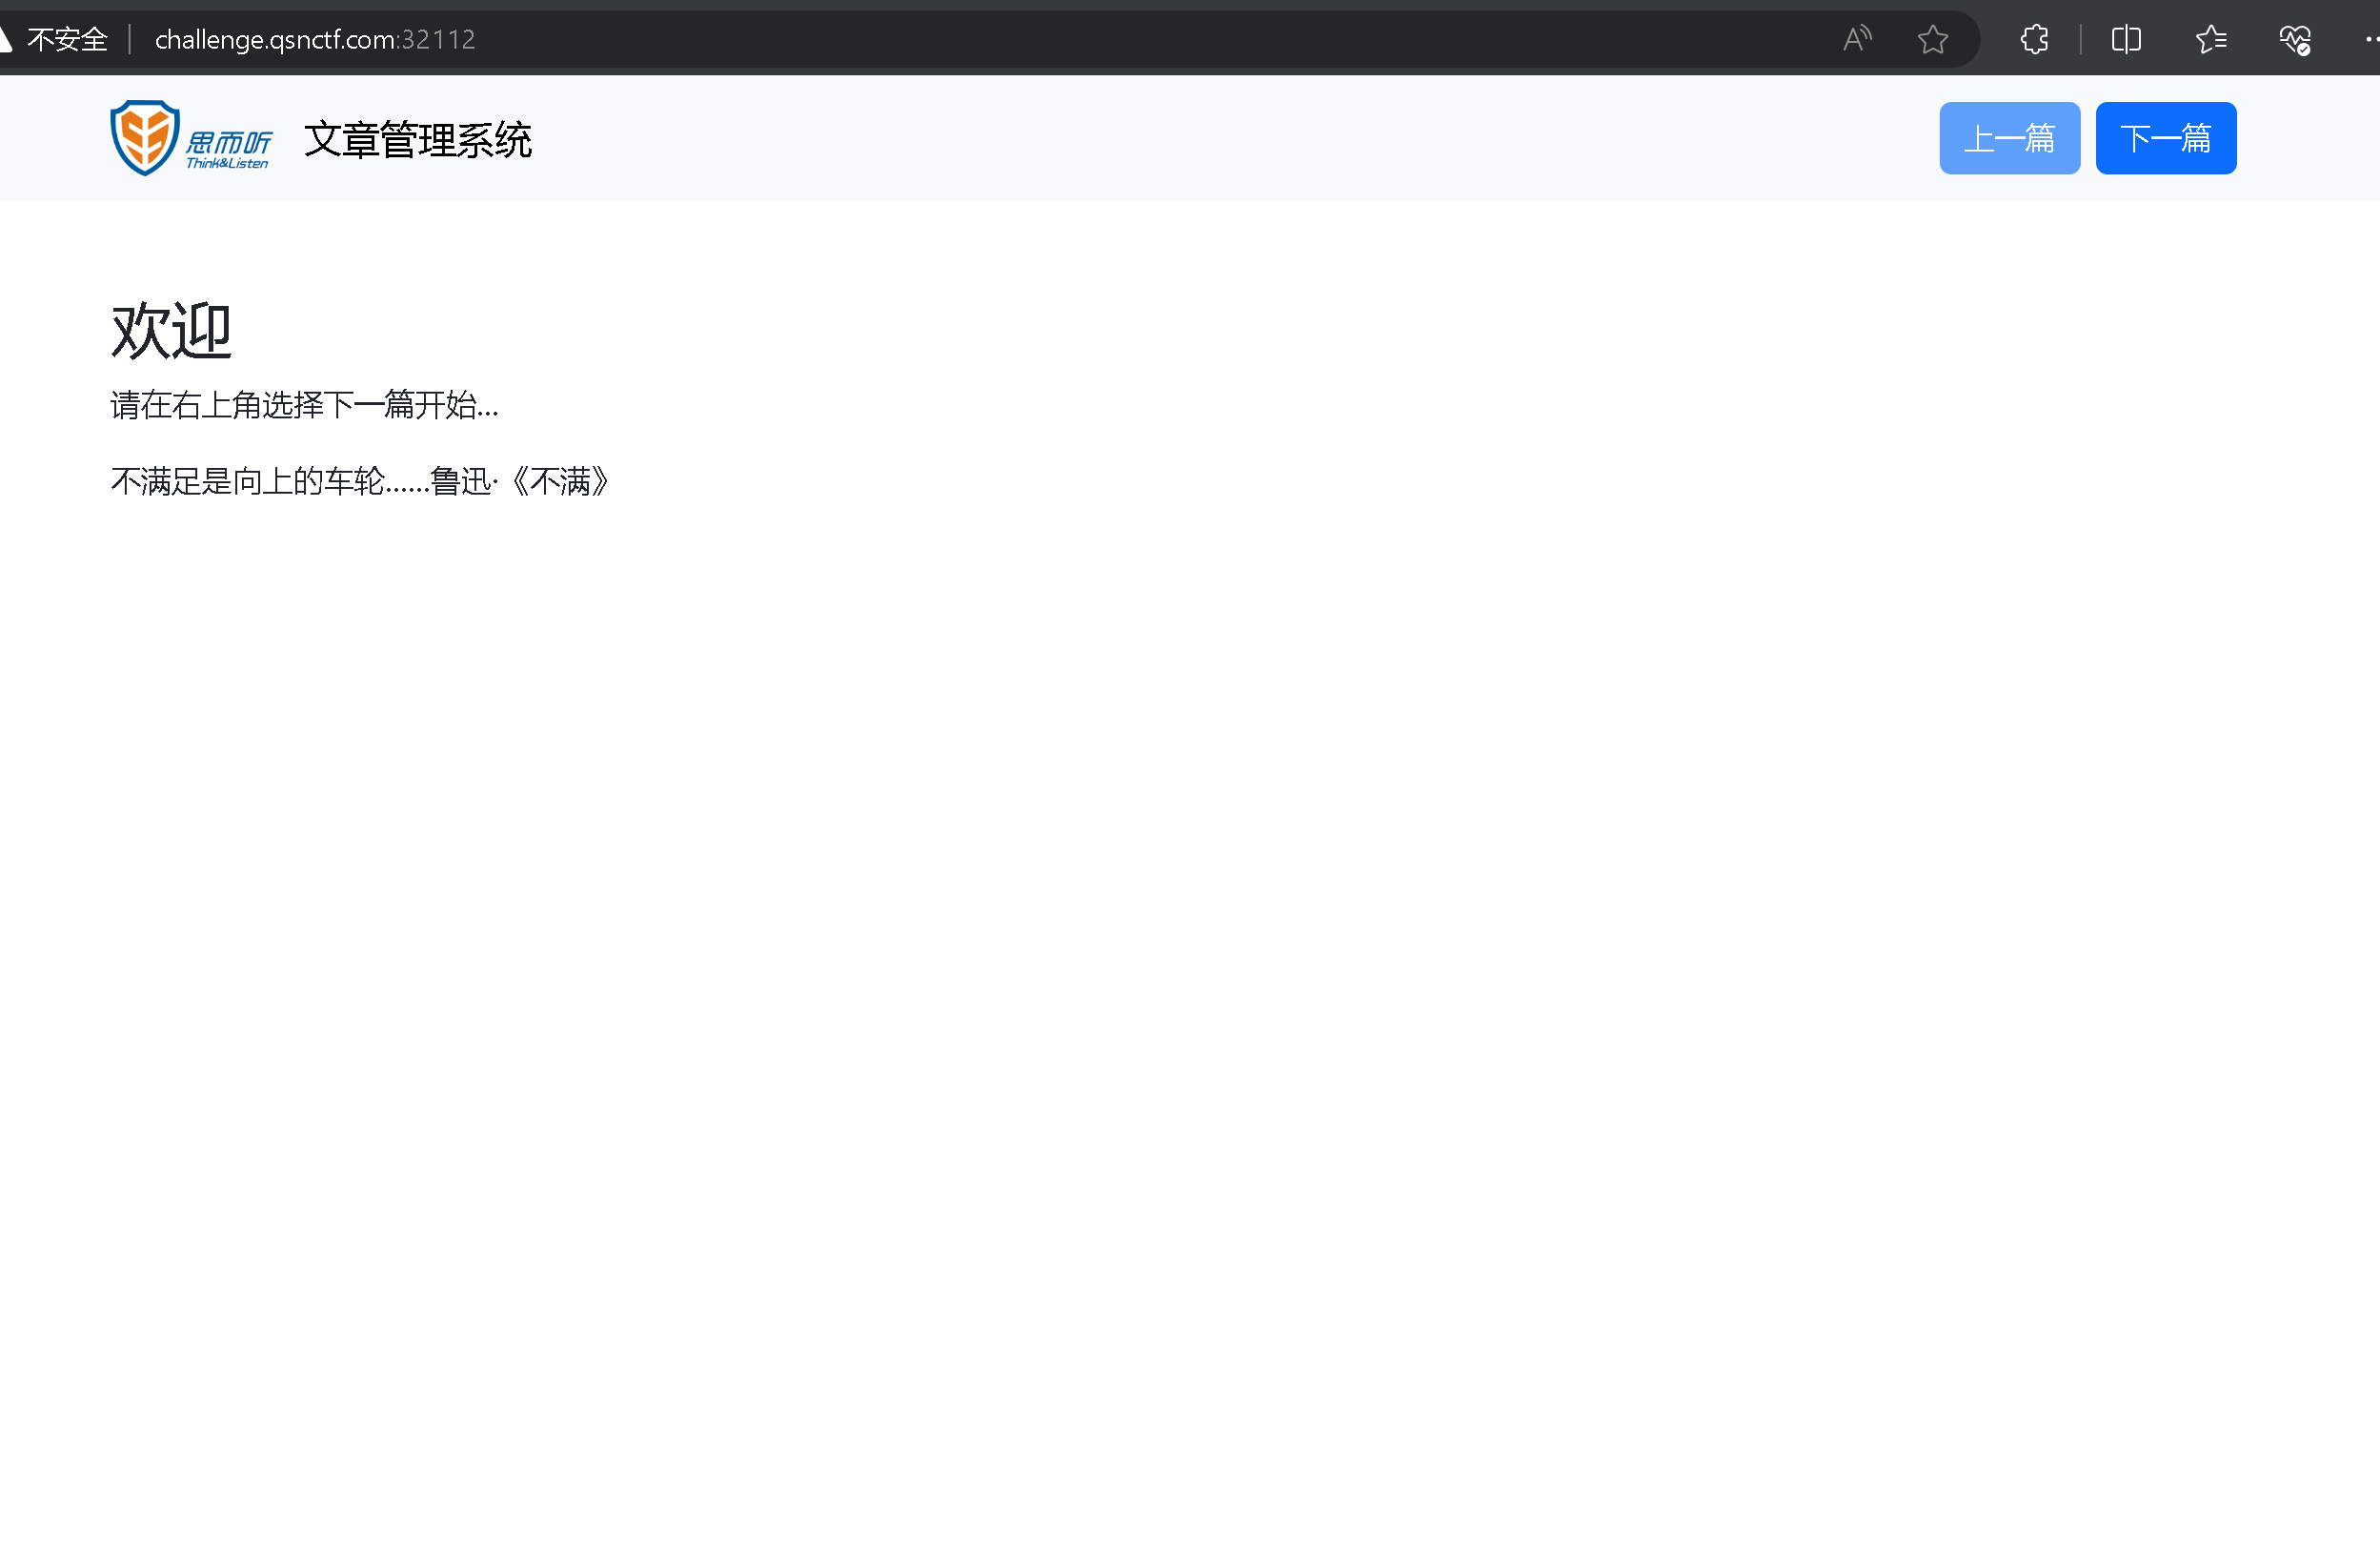 不安全 challenge.qsnctf.com:32112
思而听
Think&Listen
文章管理系统
上一篇 下一篇
欢迎
请在右上角选择下一篇开始...
不满足是向上的车轮......鲁迅·《不满》